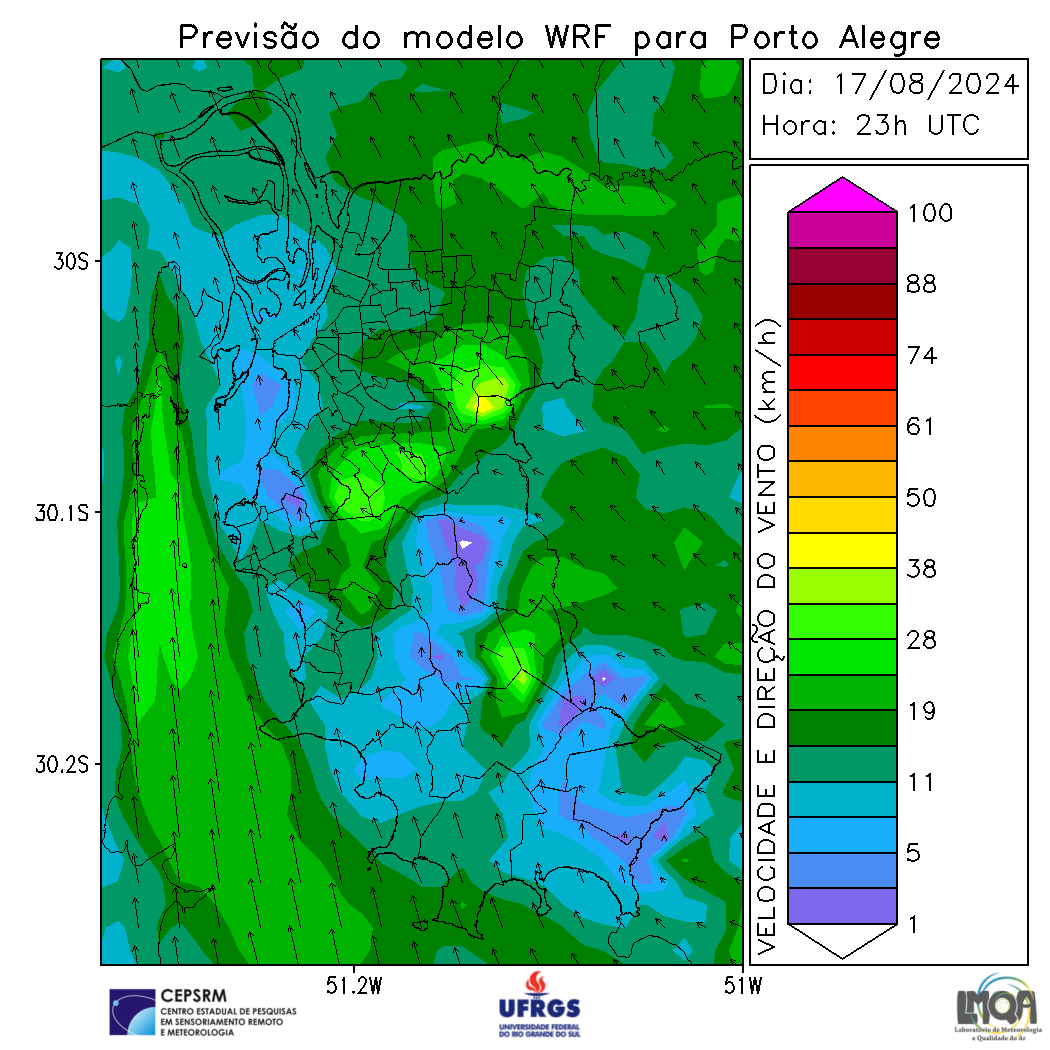 Previsão do modelo WRF para Porto Alegre
Dia: 17/08/2024
Hora: 23h UTC
30S
30.1S
30.2S
51.2W
51W
VELOCIDADE E DIREÇÃO DO VENTO (km/h)
100
88
74
61
50
38
28
19
11
5
1
CEPSRM
CENTRO ESTADUAL DE PESQUISAS
EM SENSORIAMENTO REMOTO
E METEOROLOGIA
UFRGS
UNIVERSIDADE FEDERAL
DO RIO GRANDE DO SUL
LMQA
Laboratório de Meteorologia
e Qualidade do Ar